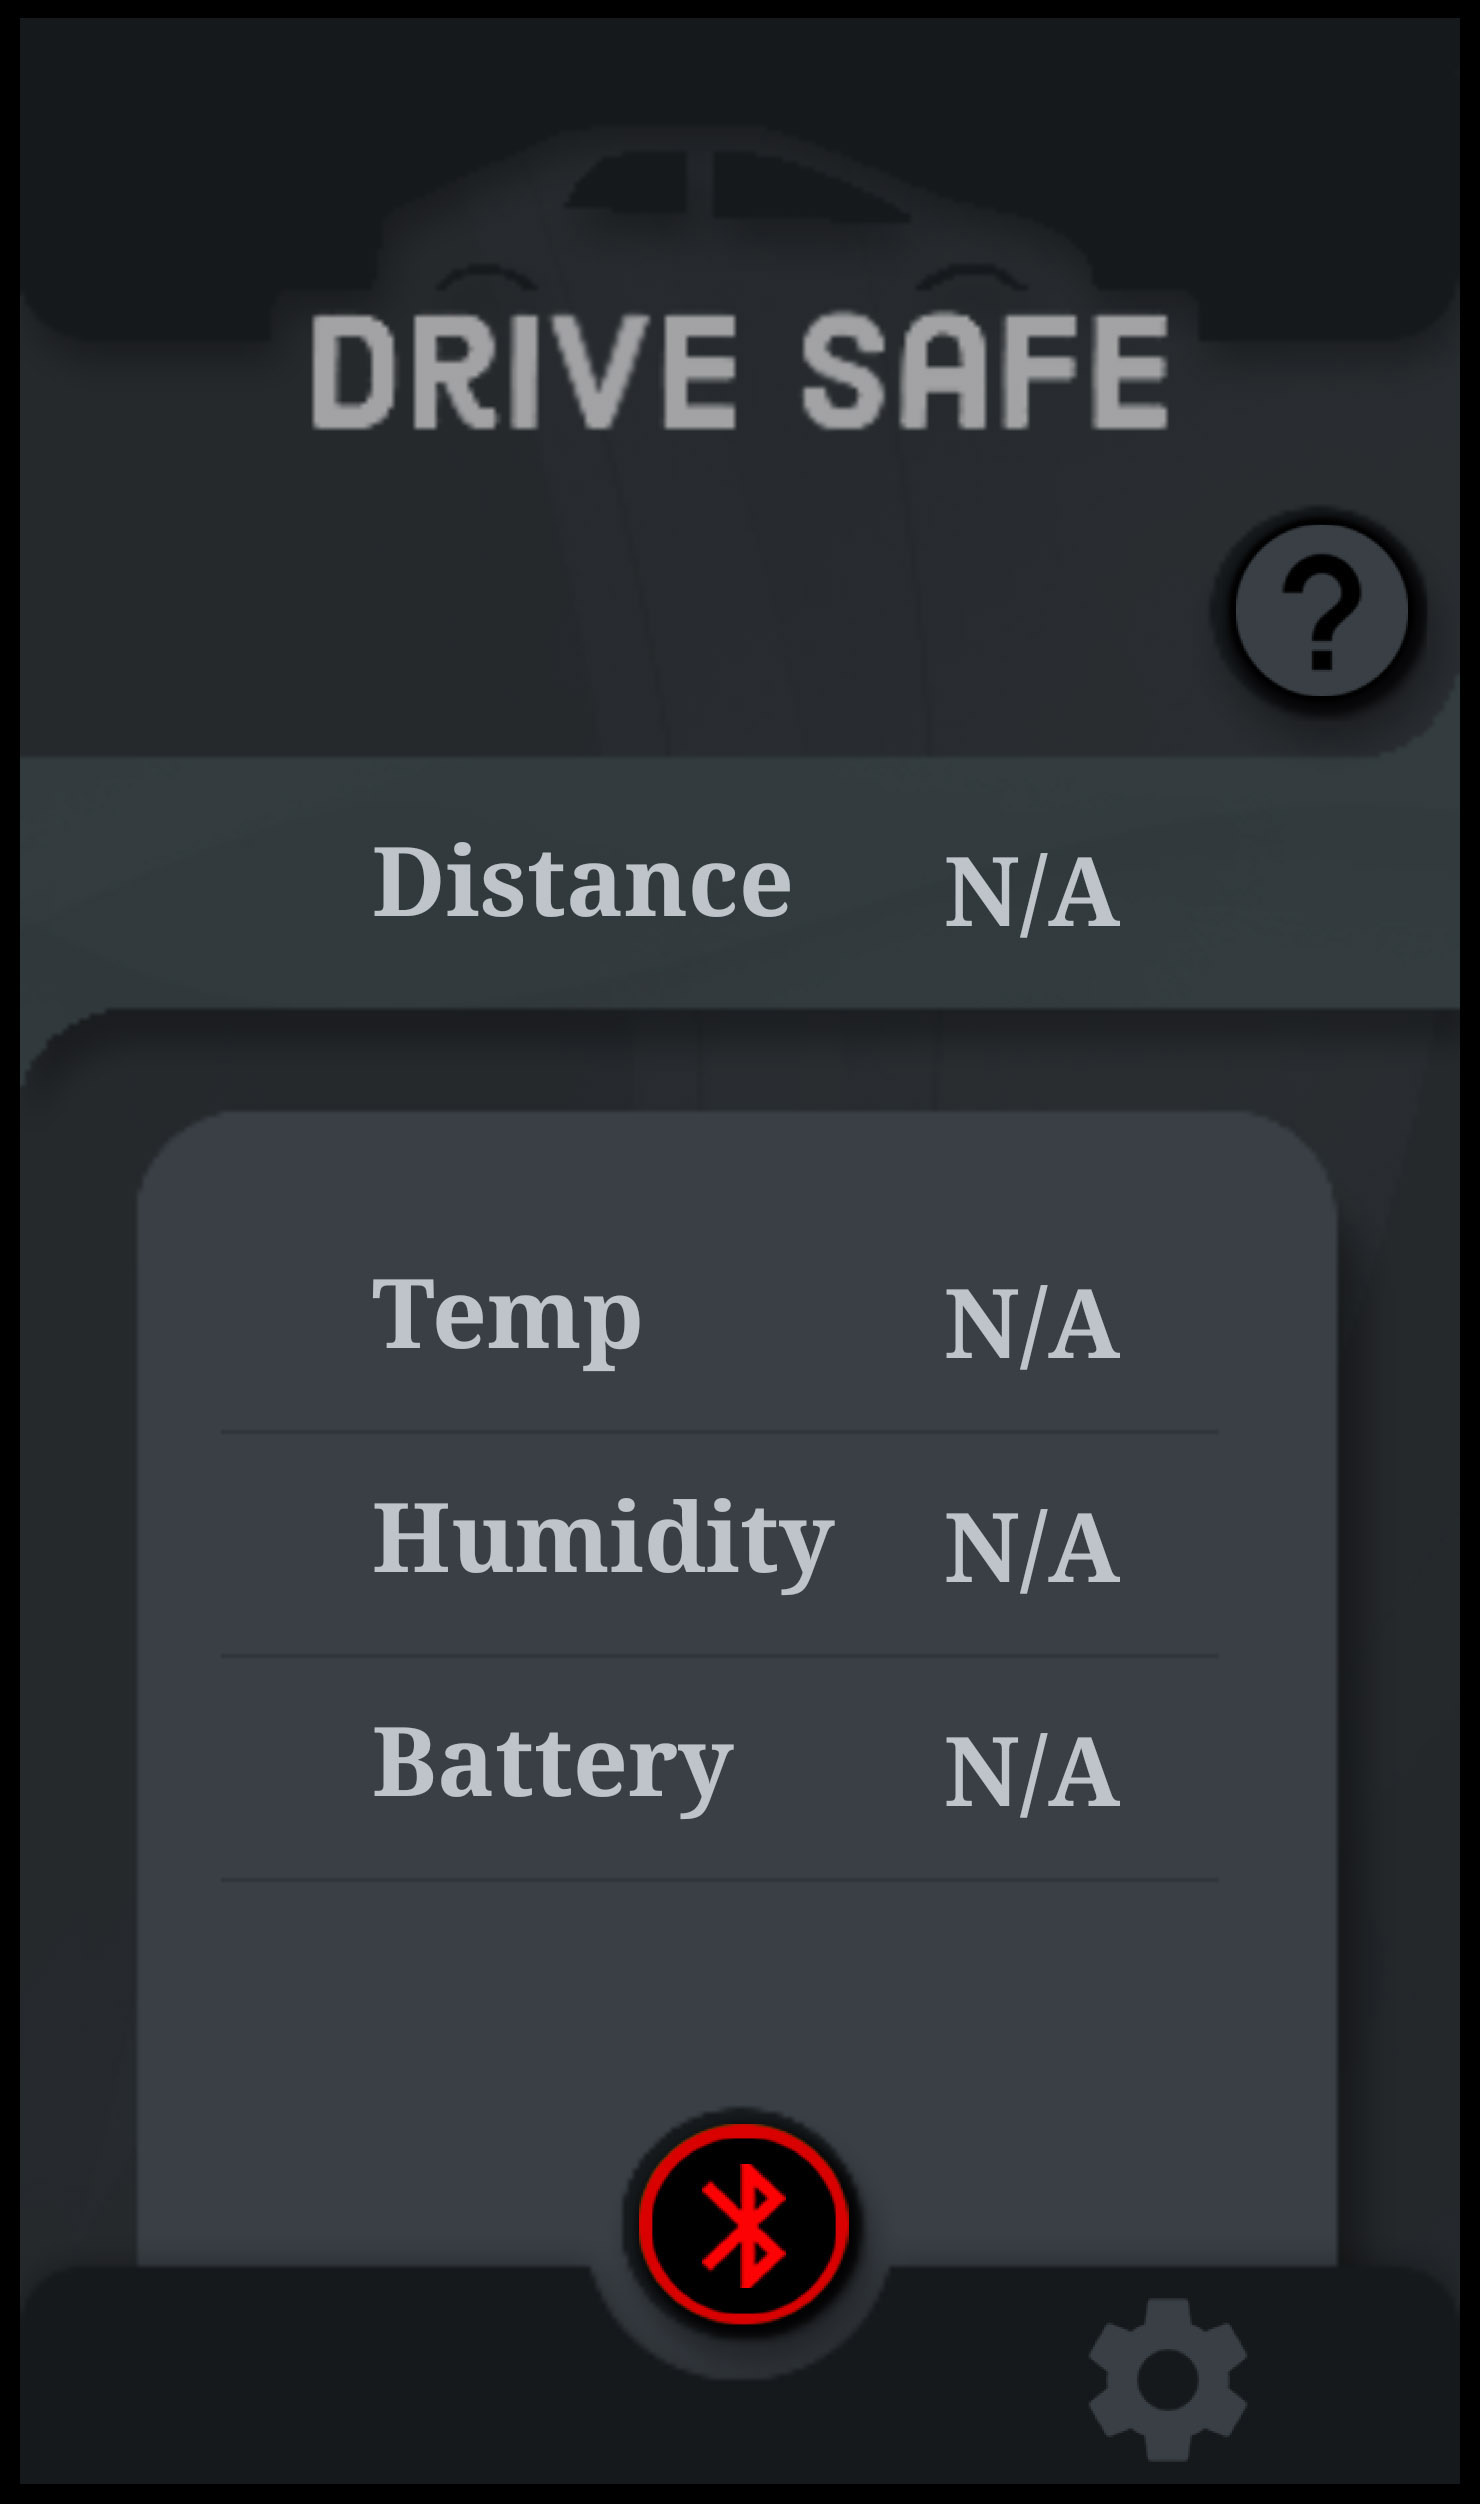 DRIVE SAFE
?
Distance N/A
Temp N/A
Humidity N/A
Battery N/A